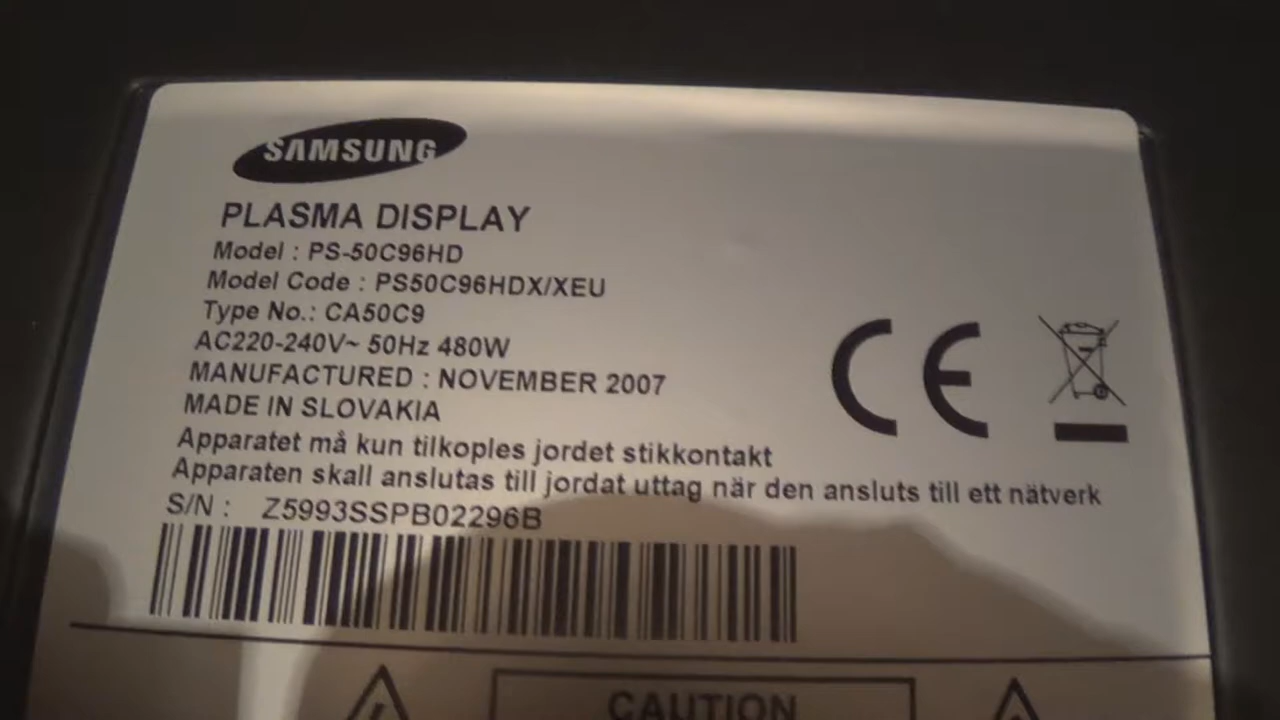 SAMSUNG
PLASMA DISPLAY
Model : PS-50C96HD
Model Code : PS50C96HDX/XEU
Type No.: CA50C9
AC220-240V~ 50Hz 480W
MANUFACTURED : NOVEMBER 2007
MADE IN SLOVAKIA
Apparatet må kun tilkoples jordet stikkontakt
Apparaten skall anslutas till jordat uttag när den ansluts till ett nätverk
S/N : Z5993SSPB02296B
CE
CAUTION